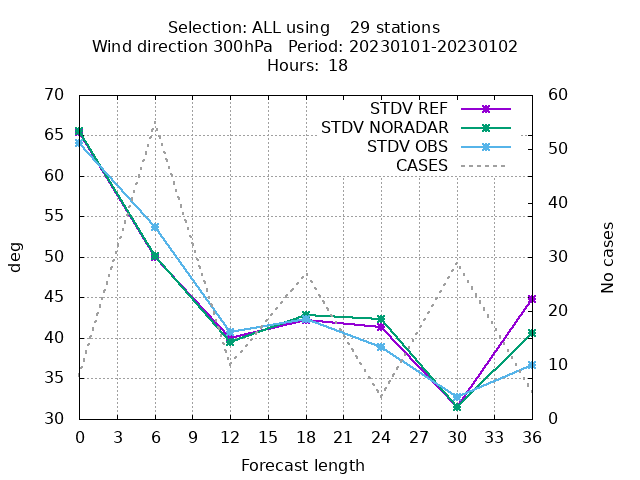 Selection: ALL using    29 stations
Wind direction 300hPa   Period: 20230101-20230102
Hours: 18
STDV REF
STDV NORADAR
STDV OBS
CASES
deg
70
65
60
55
50
45
40
35
30
60
50
40
30
20
10
0
No cases
0 3 6 9 12 15 18 21 24 27 30 33 36
Forecast length